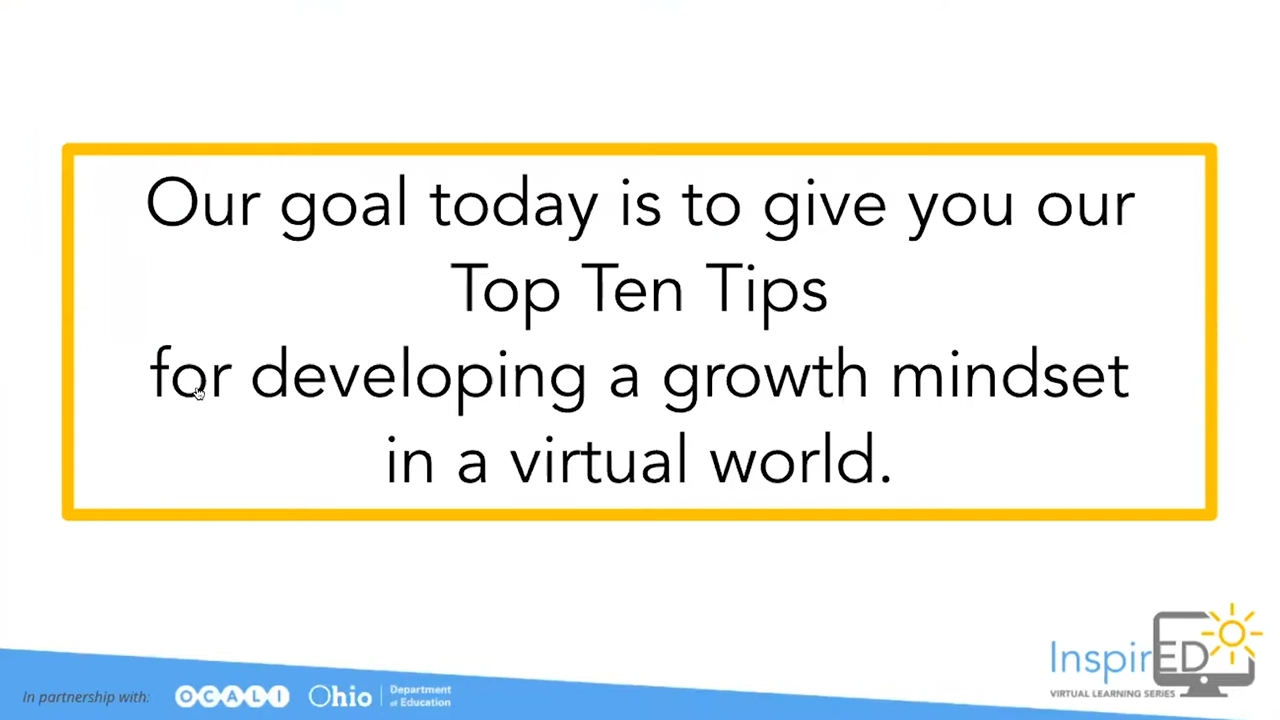 Our goal today is to give you our
Top Ten Tips
for developing a growth mindset
in a virtual world.
InspirED
VIRTUAL LEARNING SERIES
In partnership with:
OCALI
Ohio
Department
of Education